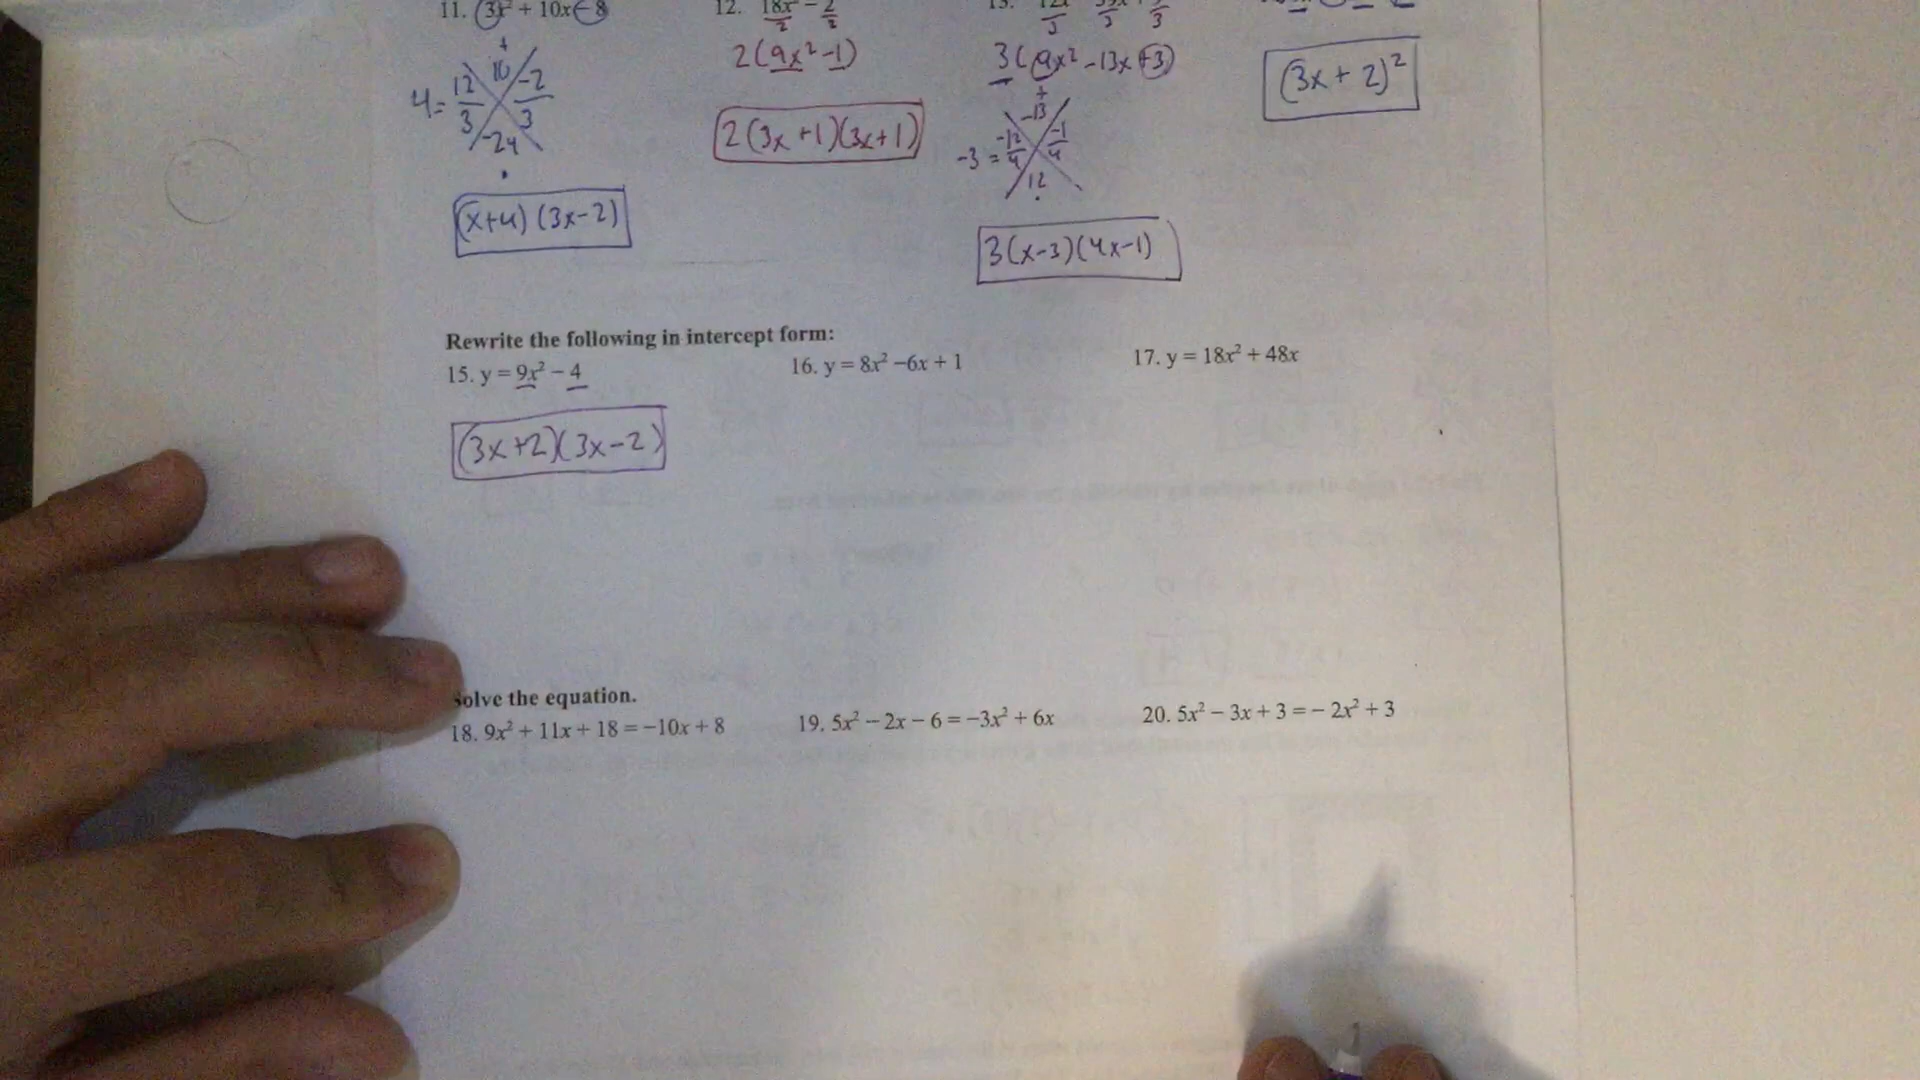 11. 3x² + 10x − 8
12. 18x² − 2
2 2
13.
3
+
10
4 = 12 -2
3 3
-24
(x+4)(3x-2)
2(9x² -1)
2(3x +1)(3x+1)
-13x +3)
+
-13
-3 = -12 -1
4 4
12
3(x-3)(4x-1)
(3x + 2)²
Rewrite the following in intercept form:
15. y = 9x² − 4
16. y = 8x² −6x + 1
17. y = 18x² + 48x
(3x+2)(3x-2)
olve the equation.
18. 9x² + 11x + 18 = −10x + 8
19. 5x² − 2x − 6 = −3x² + 6x
20. 5x² − 3x + 3 = − 2x² + 3